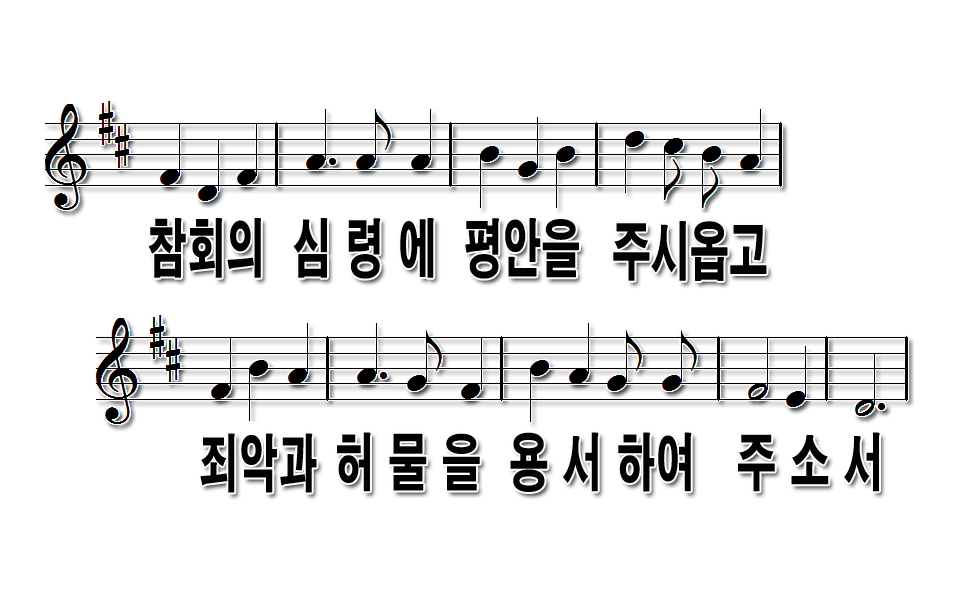 참회의 심 령 에 평안을 주시옵고
죄악과 허 물 을 용 서 하여 주 소 서